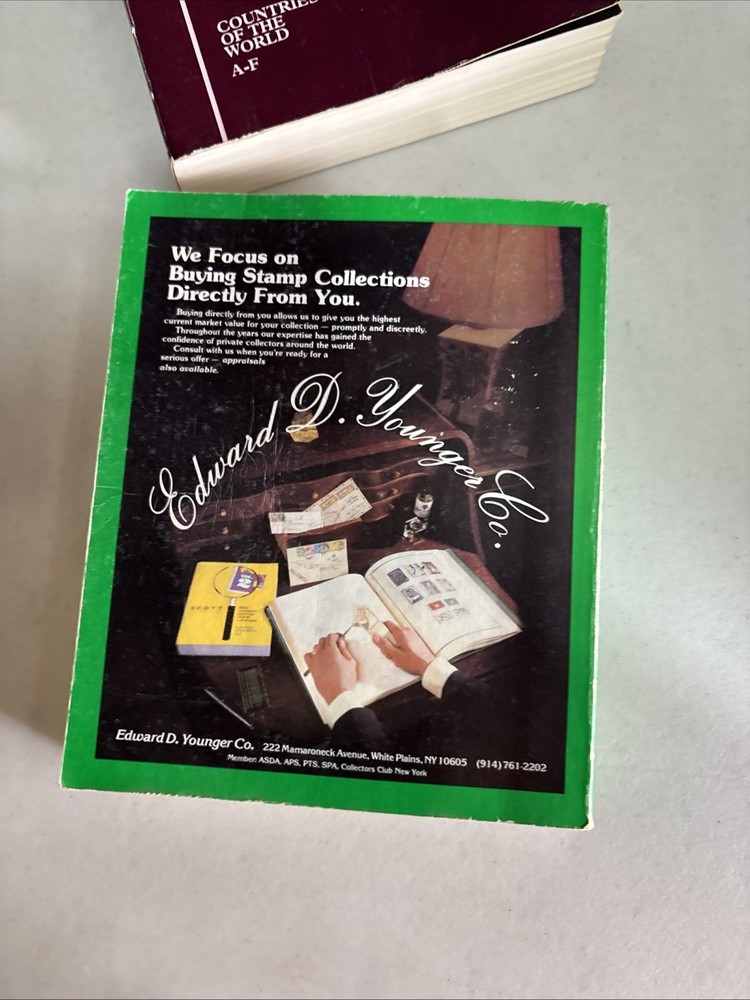 COUNTRIES
OF THE
WORLD
A-F
We Focus on
Buying Stamp Collections
Directly From You.
Buying directly from you allows us to give you the highest
current market value for your collection — promptly and discreetly.
Throughout the years our expertise has gained the
confidence of private collectors around the world.
Consult with us when you're ready for a
serious offer — appraisals
also available.
Edward D. Younger Co.
SCOTT
Edward D. Younger Co. 222 Mamaroneck Avenue, White Plains, NY 10605 (914) 761-2202
Member: ASDA, APS, PTS, SPA, Collectors Club New York